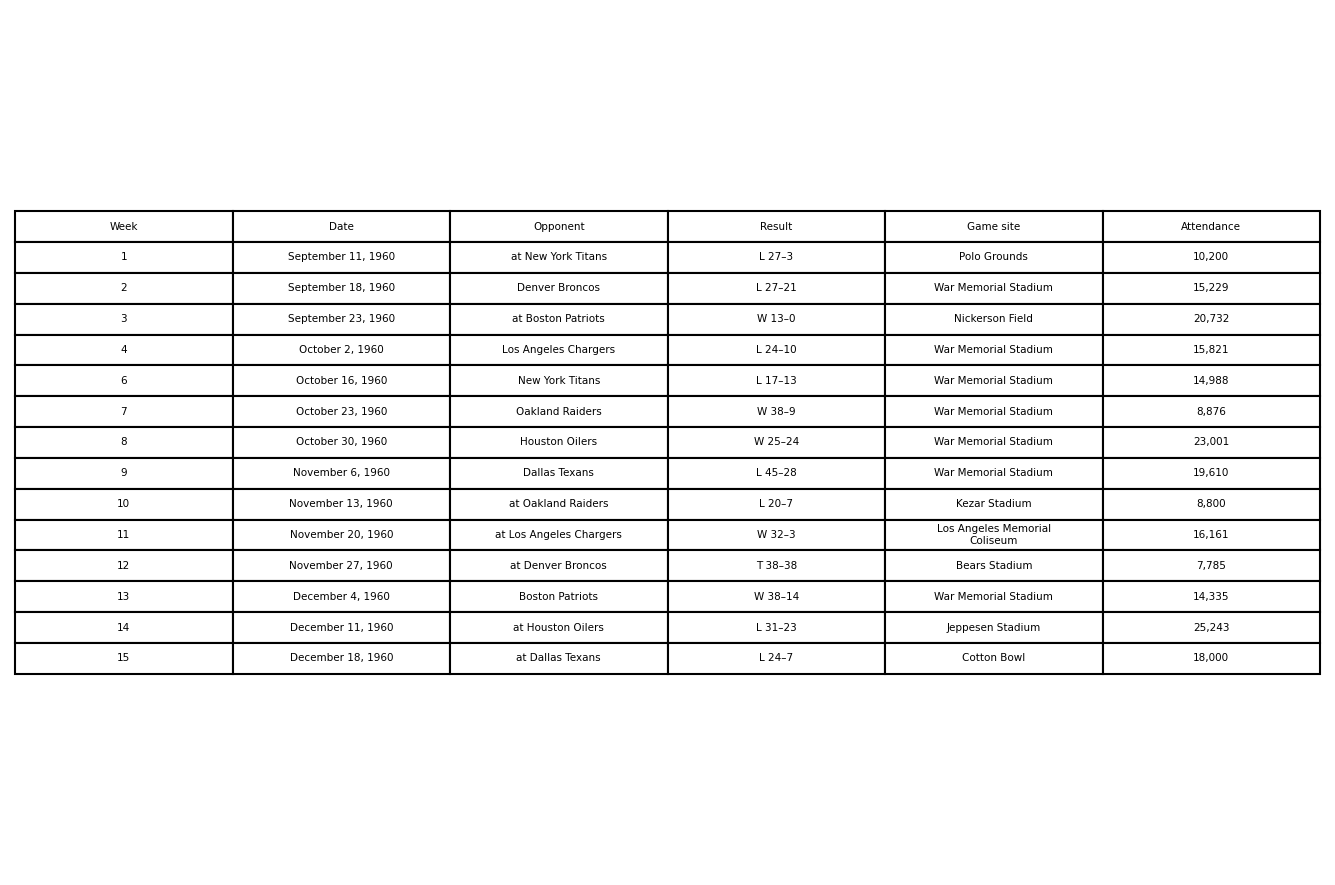 Week Date Opponent Result Game site Attendance
1 September 11, 1960 at New York Titans L 27–3 Polo Grounds 10,200
2 September 18, 1960 Denver Broncos L 27–21 War Memorial Stadium 15,229
3 September 23, 1960 at Boston Patriots W 13–0 Nickerson Field 20,732
4 October 2, 1960 Los Angeles Chargers L 24–10 War Memorial Stadium 15,821
6 October 16, 1960 New York Titans L 17–13 War Memorial Stadium 14,988
7 October 23, 1960 Oakland Raiders W 38–9 War Memorial Stadium 8,876
8 October 30, 1960 Houston Oilers W 25–24 War Memorial Stadium 23,001
9 November 6, 1960 Dallas Texans L 45–28 War Memorial Stadium 19,610
10 November 13, 1960 at Oakland Raiders L 20–7 Kezar Stadium 8,800
11 November 20, 1960 at Los Angeles Chargers W 32–3 Los Angeles Memorial
Coliseum 16,161
12 November 27, 1960 at Denver Broncos T 38–38 Bears Stadium 7,785
13 December 4, 1960 Boston Patriots W 38–14 War Memorial Stadium 14,335
14 December 11, 1960 at Houston Oilers L 31–23 Jeppesen Stadium 25,243
15 December 18, 1960 at Dallas Texans L 24–7 Cotton Bowl 18,000